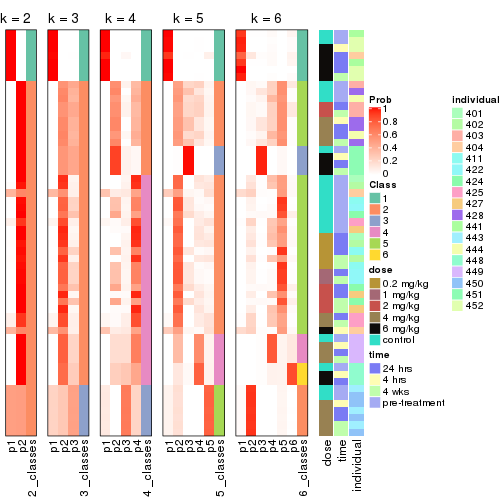 k = 2 k = 3 k = 4 k = 5 k = 6
p1 p2 2_classes
p1 p2 p3 3_classes
p1 p2 p3 p4 4_classes
p1 p2 p3 p4 p5 5_classes
p1 p2 p3 p4 p5 p6 6_classes
dose time individual
Prob
1
0.8
0.6
0.4
0.2
0
Class
1
2
3
4
5
6
dose
0.2 mg/kg
1 mg/kg
2 mg/kg
4 mg/kg
6 mg/kg
control
time
24 hrs
4 hrs
4 wks
pre-treatment
individual
401
402
403
404
411
422
424
425
427
428
441
443
444
448
449
450
451
452